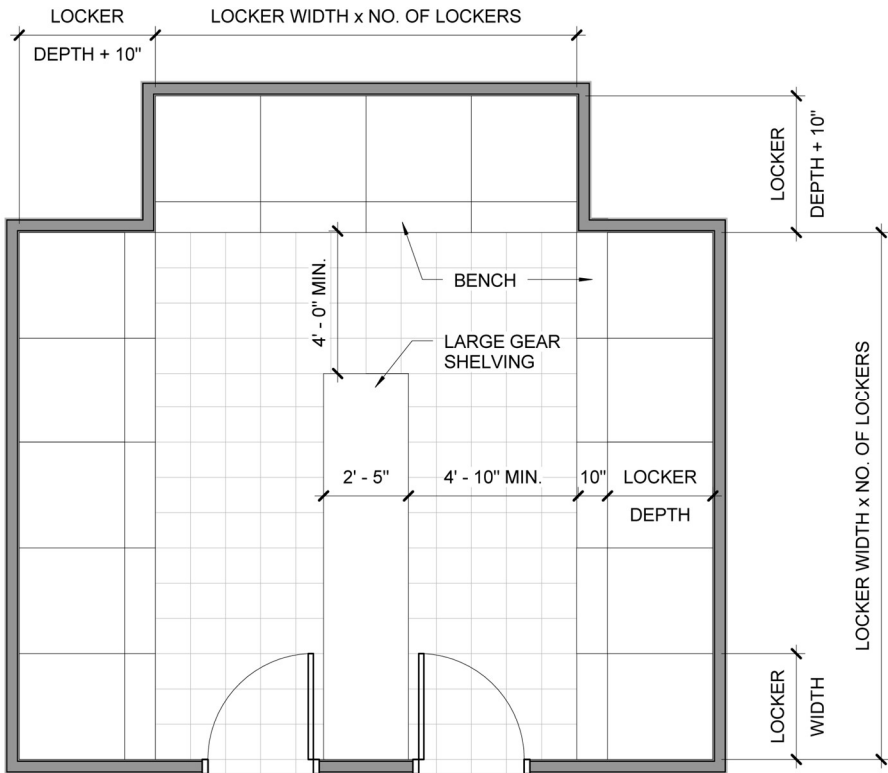 LOCKER
DEPTH + 10"
LOCKER WIDTH x NO. OF LOCKERS
LOCKER
DEPTH + 10"
4' - 0" MIN.
BENCH
LARGE GEAR
SHELVING
2' - 5"
4' - 10" MIN.
10"
LOCKER
DEPTH
LOCKER WIDTH x NO. OF LOCKERS
LOCKER
WIDTH